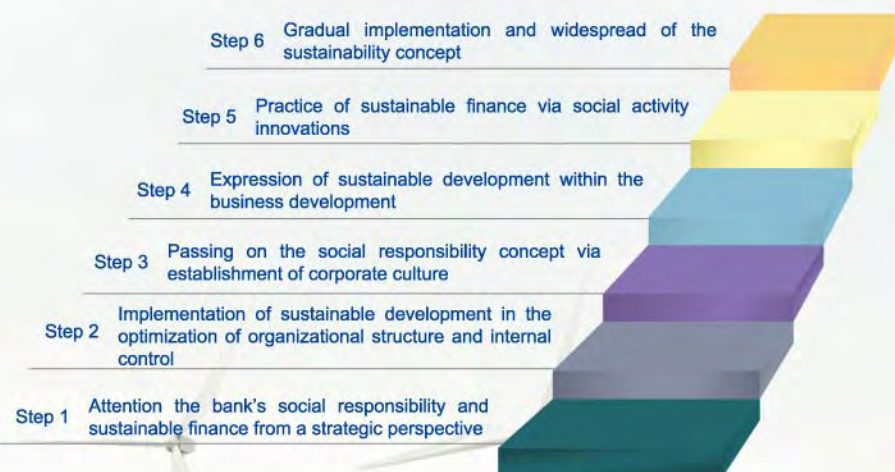 Step 6 Gradual implementation and widespread of the
sustainability concept
Step 5 Practice of sustainable finance via social activity
innovations
Step 4 Expression of sustainable development within the
business development
Step 3 Passing on the social responsibility concept via
establishment of corporate culture
Step 2 Implementation of sustainable development in the
optimization of organizational structure and internal
control
Step 1 Attention the bank's social responsibility and
sustainable finance from a strategic perspective